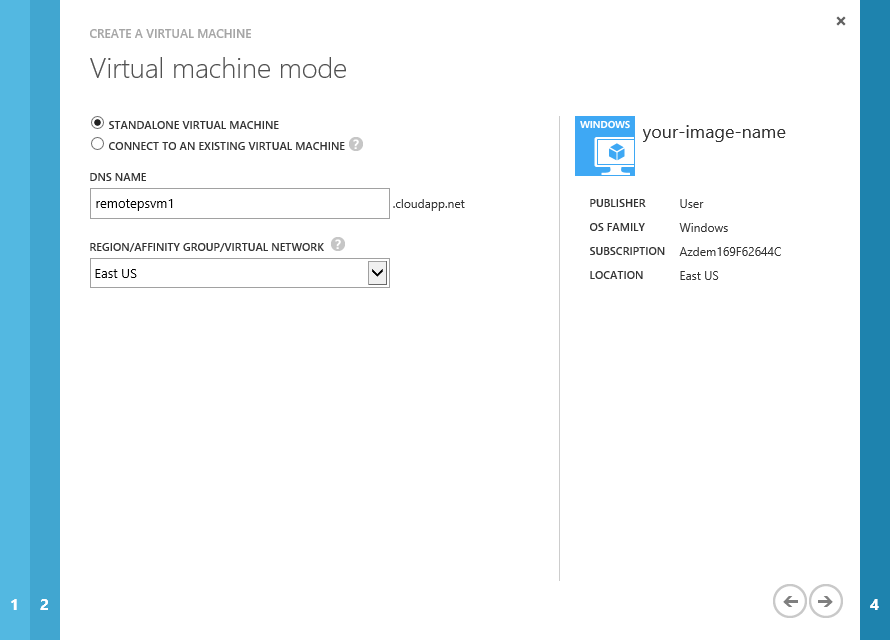 CREATE A VIRTUAL MACHINE
Virtual machine mode
STANDALONE VIRTUAL MACHINE
CONNECT TO AN EXISTING VIRTUAL MACHINE ?
DNS NAME
remotepsvm1 .cloudapp.net
REGION/AFFINITY GROUP/VIRTUAL NETWORK ?
East US
WINDOWS
your-image-name
PUBLISHER User
OS FAMILY Windows
SUBSCRIPTION Azdem169F62644C
LOCATION East US
1 2 4